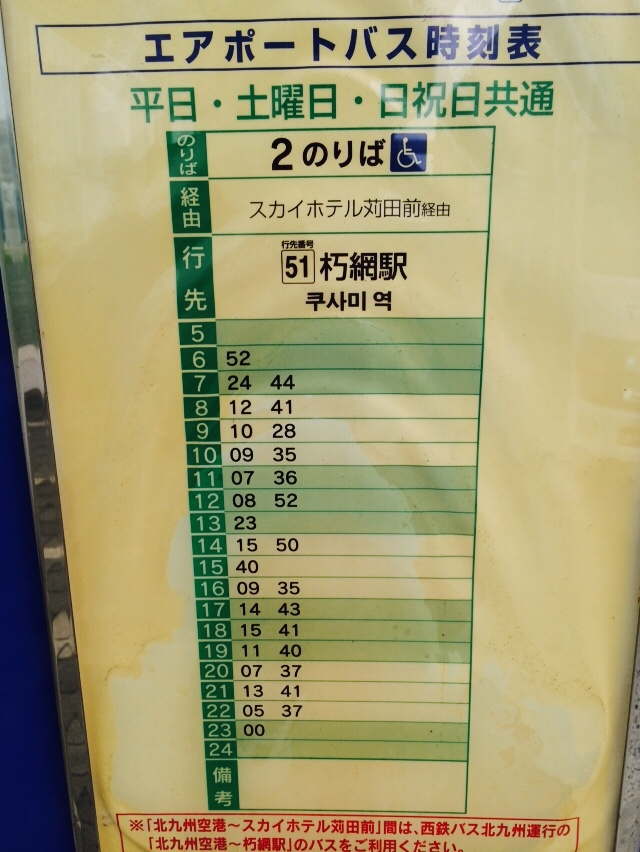 エアポートバス時刻表
平日・土曜日・日祝日共通
のりば 2のりば
経由 スカイホテル苅田前経由
行先 行先番号
51 朽網駅
쿠사미 역
5
6 52
7 24 44
8 12 41
9 10 28
10 09 35
11 07 36
12 08 52
13 23
14 15 50
15 40
16 09 35
17 14 43
18 15 41
19 11 40
20 07 37
21 13 41
22 05 37
23 00
24
備考
※「北九州空港～スカイホテル苅田前」間は、西鉄バス北九州運行の
「北九州空港～朽網駅」のバスをご利用ください。